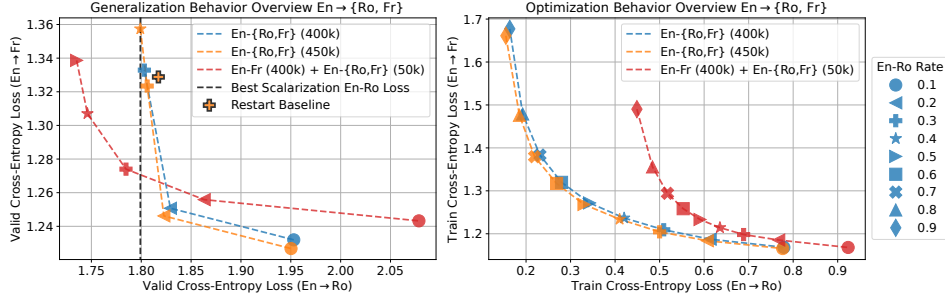 Generalization Behavior Overview En→{Ro, Fr}
Valid Cross-Entropy Loss (En→Fr)
1.36
1.34
1.32
1.30
1.28
1.26
1.24
En-{Ro,Fr} (400k)
En-{Ro,Fr} (450k)
En-Fr (400k) + En-{Ro,Fr} (50k)
Best Scalarization En-Ro Loss
Restart Baseline
1.75
1.80
1.85
1.90
1.95
2.00
2.05
Valid Cross-Entropy Loss (En→Ro)
Optimization Behavior Overview En→{Ro, Fr}
Train Cross-Entropy Loss (En→Fr)
1.7
1.6
1.5
1.4
1.3
1.2
En-{Ro,Fr} (400k)
En-{Ro,Fr} (450k)
En-Fr (400k) + En-{Ro,Fr} (50k)
0.1
0.2
0.3
0.4
0.5
0.6
0.7
0.8
0.9
Train Cross-Entropy Loss (En→Ro)
En-Ro Rate
0.1
0.2
0.3
0.4
0.5
0.6
0.7
0.8
0.9